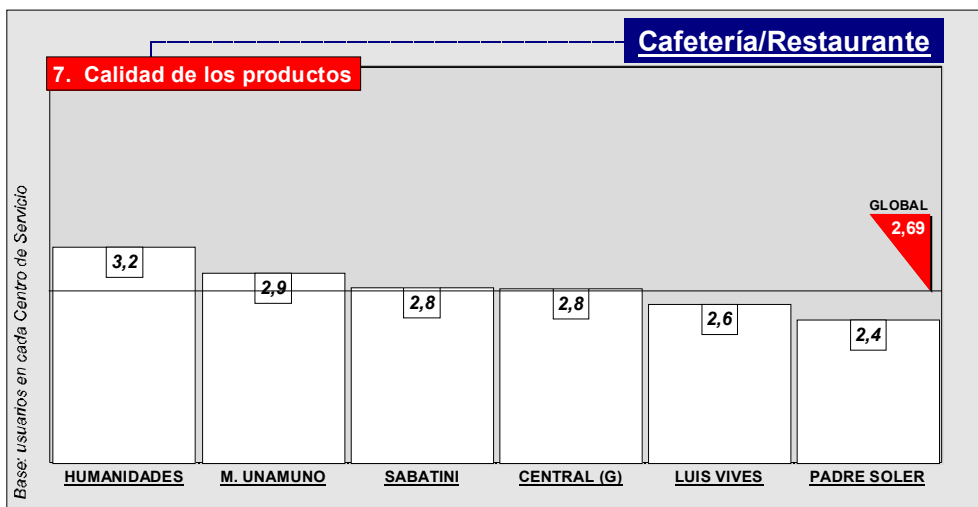 Cafetería/Restaurante
7. Calidad de los productos
Base: usuarios en cada Centro de Servicio
GLOBAL
2,69
3,2
2,9
2,8
2,8
2,6
2,4
HUMANIDADES
M. UNAMUNO
SABATINI
CENTRAL (G)
LUIS VIVES
PADRE SOLER